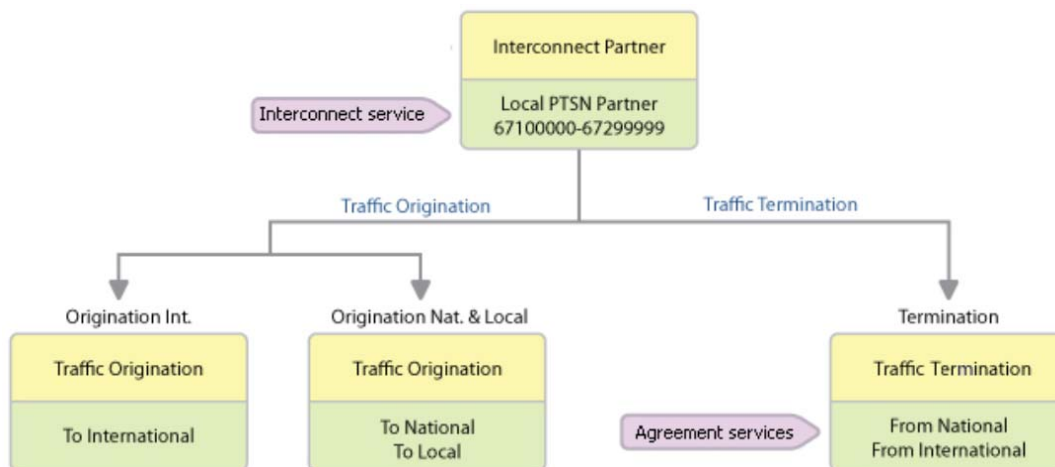 Interconnect Partner
Interconnect service
Local PTSN Partner
67100000-67299999
Traffic Origination
Traffic Termination
Origination Int.
Origination Nat. & Local
Termination
Traffic Origination
Traffic Origination
Traffic Termination
To International
To National
To Local
Agreement services
From National
From International